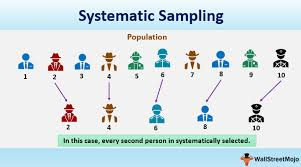 Systematic Sampling
Population
1 2 3 4 5 6 7 8 9 10
2 4 6 8 10
In this case, every second person in systematically selected.
WallStreetMojo